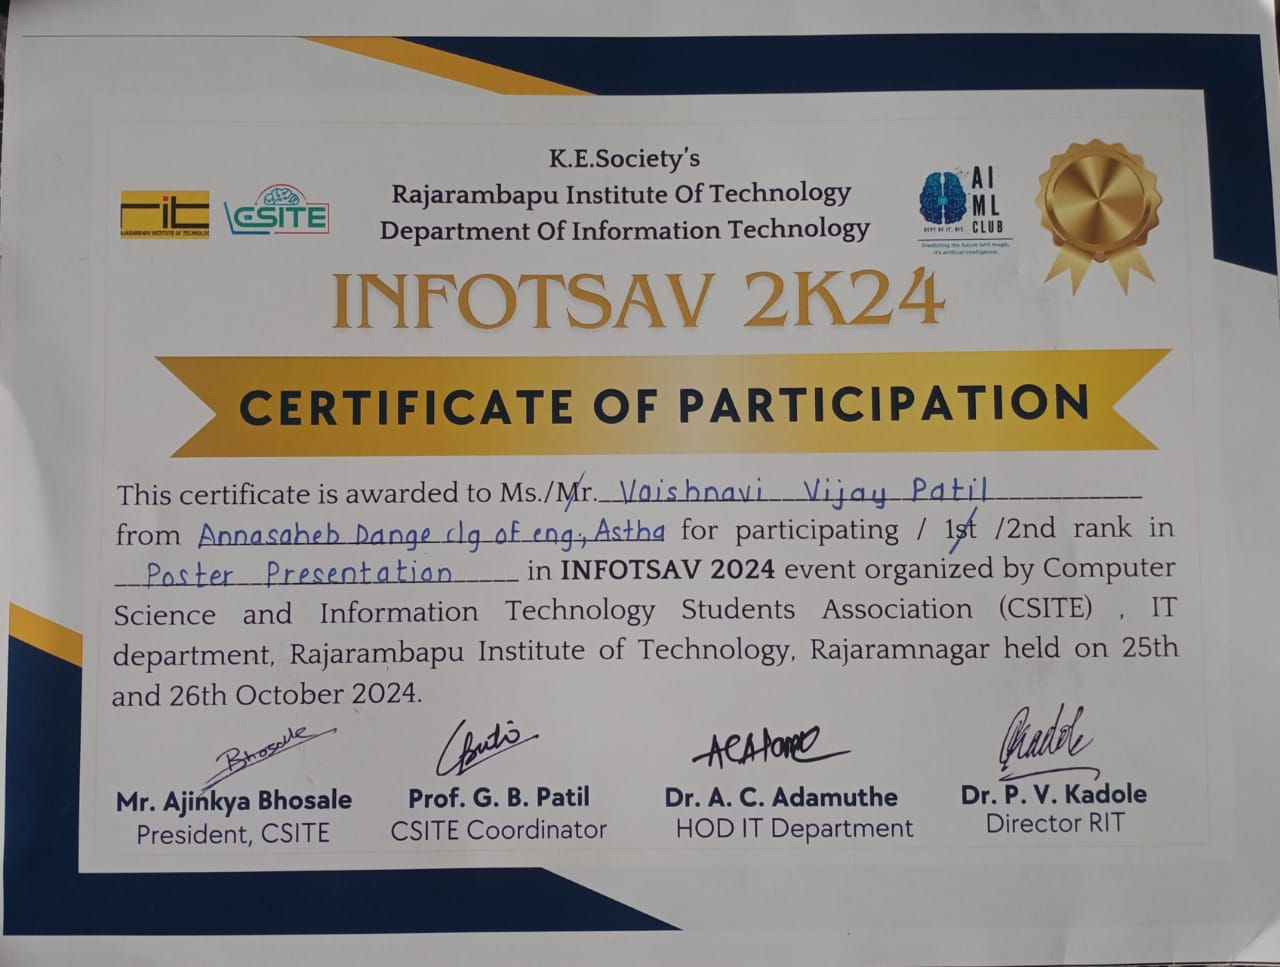 K.E.Society's
Rajarambapu Institute Of Technology
Department Of Information Technology
rit
RAJARAMBAPU INSTITUTE OF TECHNOLOGY
CSITE
AI
ML
CLUB
DEPT OF IT, RIT.
Predicting the future isn't magic,
it's artificial intelligence.
INFOTSAV 2K24
CERTIFICATE OF PARTICIPATION
This certificate is awarded to Ms./Mr. Vaishnavi Vijay Patil
from Annasaheb Dange clg of eng., Astha for participating / 1st /2nd rank in
Poster Presentation in INFOTSAV 2024 event organized by Computer
Science and Information Technology Students Association (CSITE) , IT
department, Rajarambapu Institute of Technology, Rajaramnagar held on 25th
and 26th October 2024.
Bhosale
Kadole
Mr. Ajinkya Bhosale Prof. G. B. Patil Dr. A. C. Adamuthe Dr. P. V. Kadole
President, CSITE CSITE Coordinator HOD IT Department Director RIT